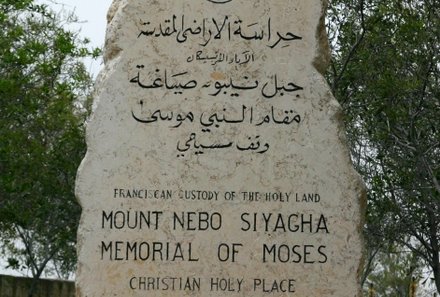 حراسة الاراضي المقدسة
الآباء الفرنسيسكان
جبل نيبو صياغة
مقام النبي موسى
وقف مسيحي
FRANCISCAN CUSTODY OF THE HOLY LAND
MOUNT NEBO SIYAGHA
MEMORIAL OF MOSES
CHRISTIAN HOLY PLACE